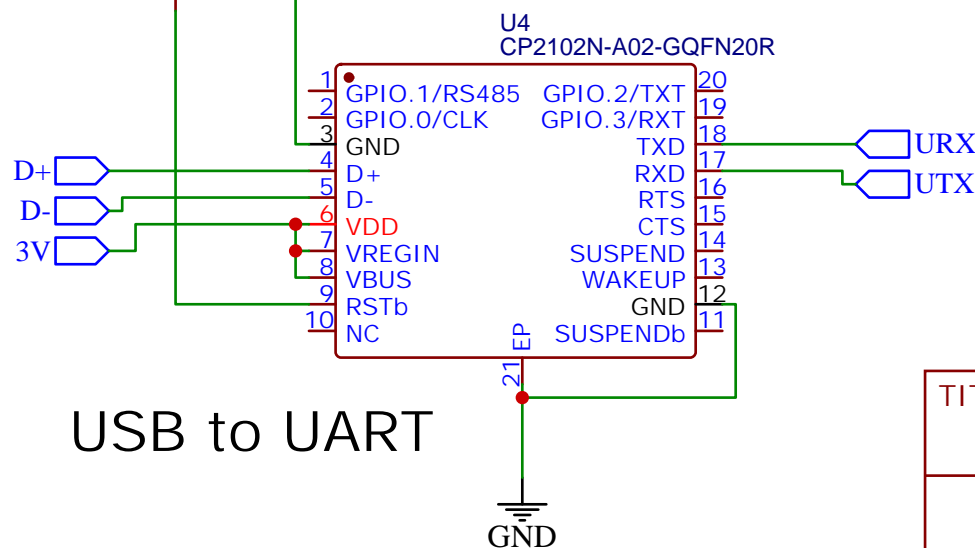 U4
CP2102N-A02-GQFN20R
1 GPIO.1/RS485
2 GPIO.0/CLK
3 GND
4 D+
5 D-
6 VDD
7 VREGIN
8 VBUS
9 RSTb
10 NC
GPIO.2/TXT 20
GPIO.3/RXT 19
TXD 18
RXD 17
RTS 16
CTS 15
SUSPEND 14
WAKEUP 13
GND 12
SUSPENDb 11
EP 21
D+
D-
3V
URX
UTX
USB to UART
GND